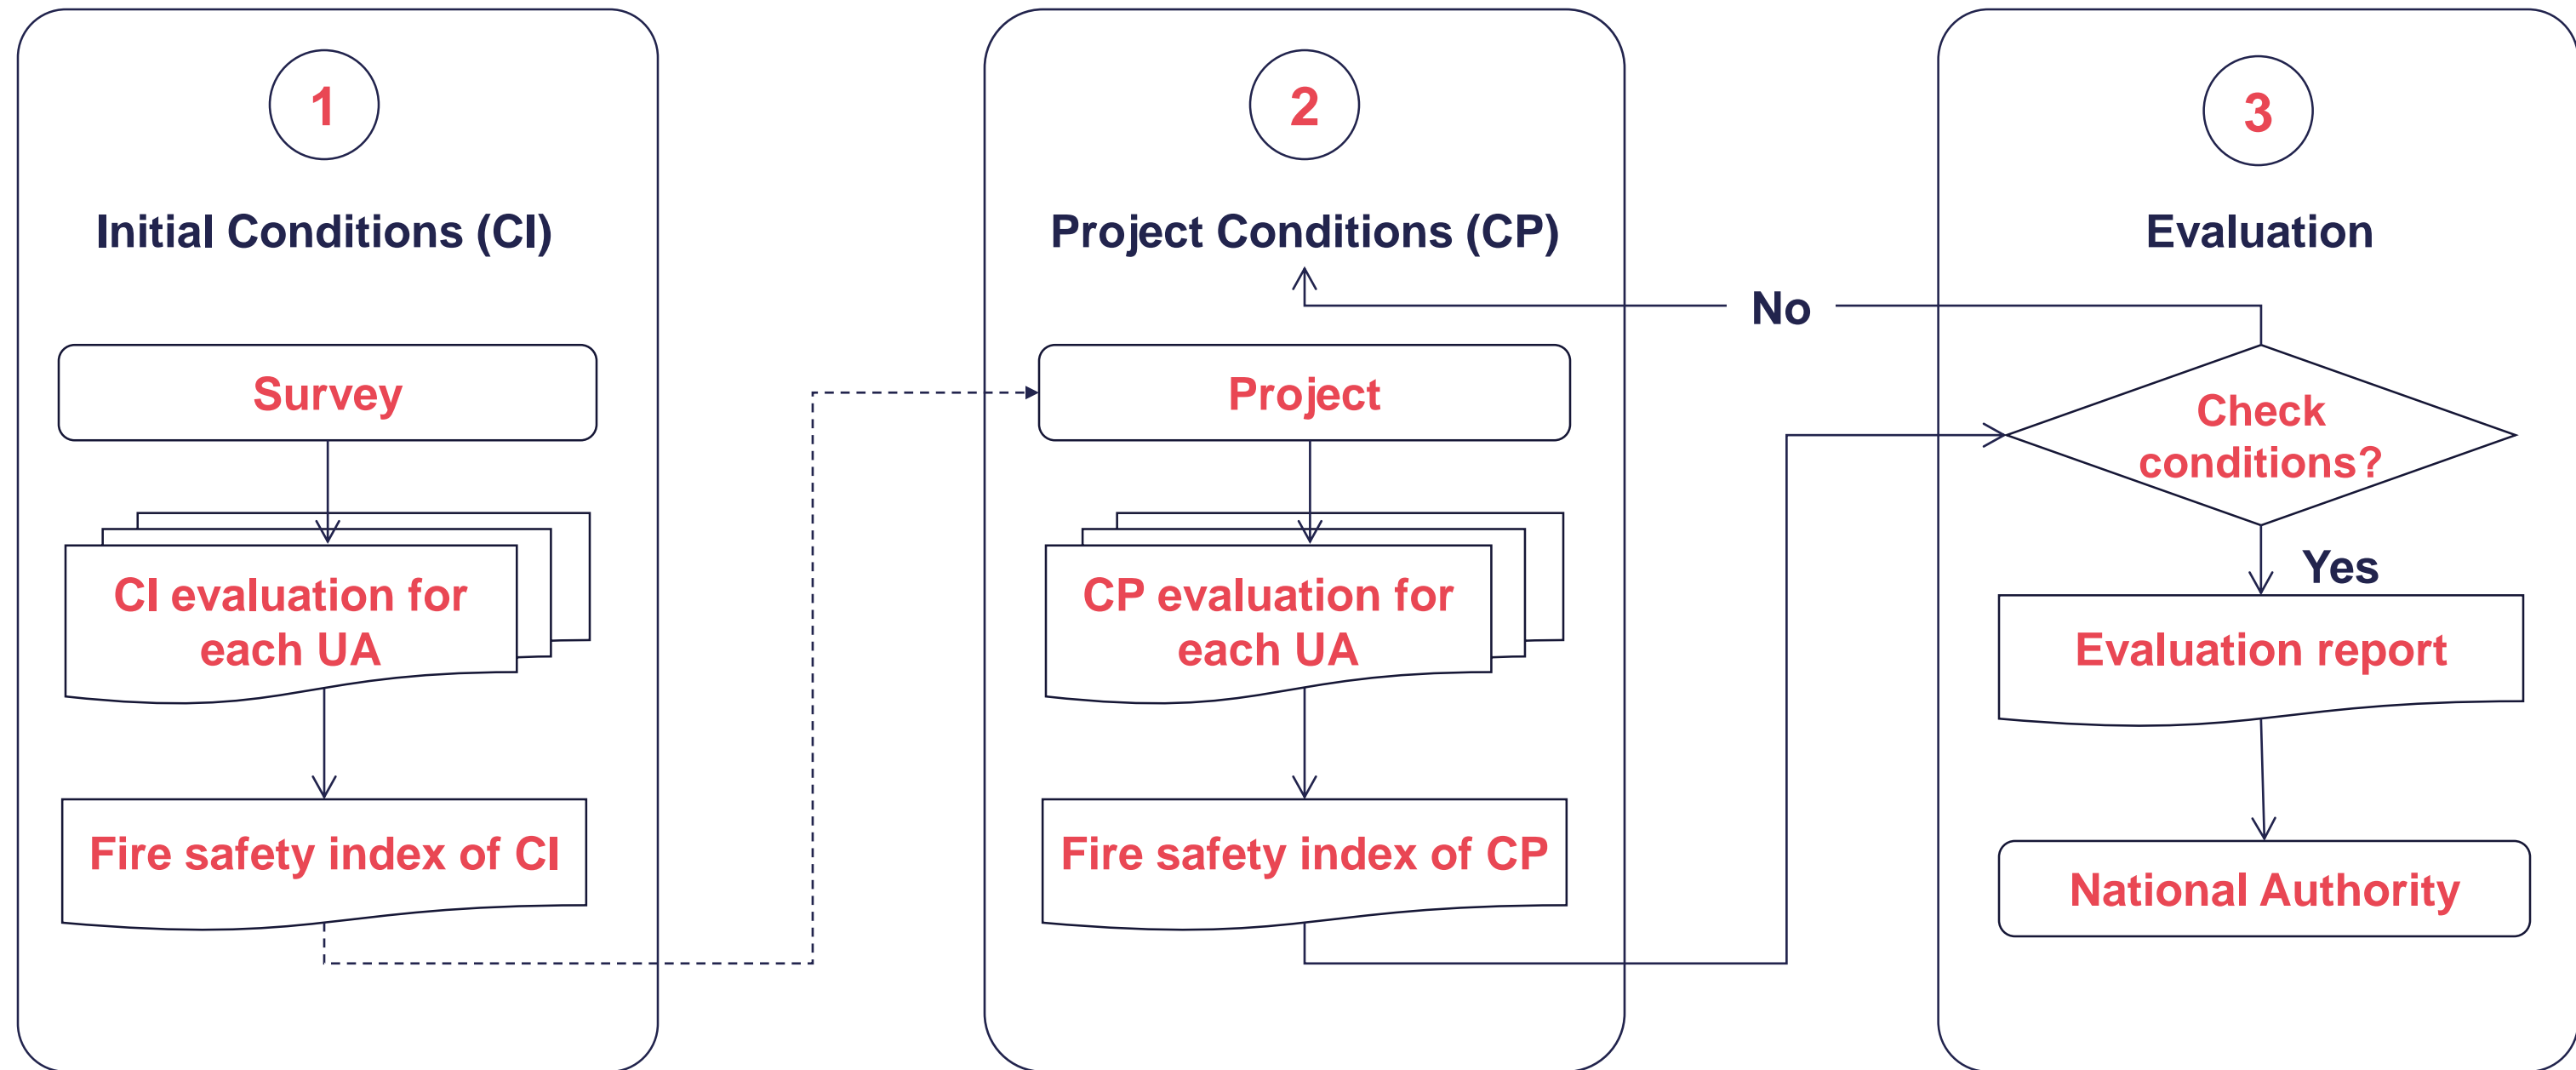 1
Initial Conditions (CI)
Survey
CI evaluation for
each UA
Fire safety index of CI
2
Project Conditions (CP)
Project
CP evaluation for
each UA
Fire safety index of CP
No
3
Evaluation
Check
conditions?
Yes
Evaluation report
National Authority